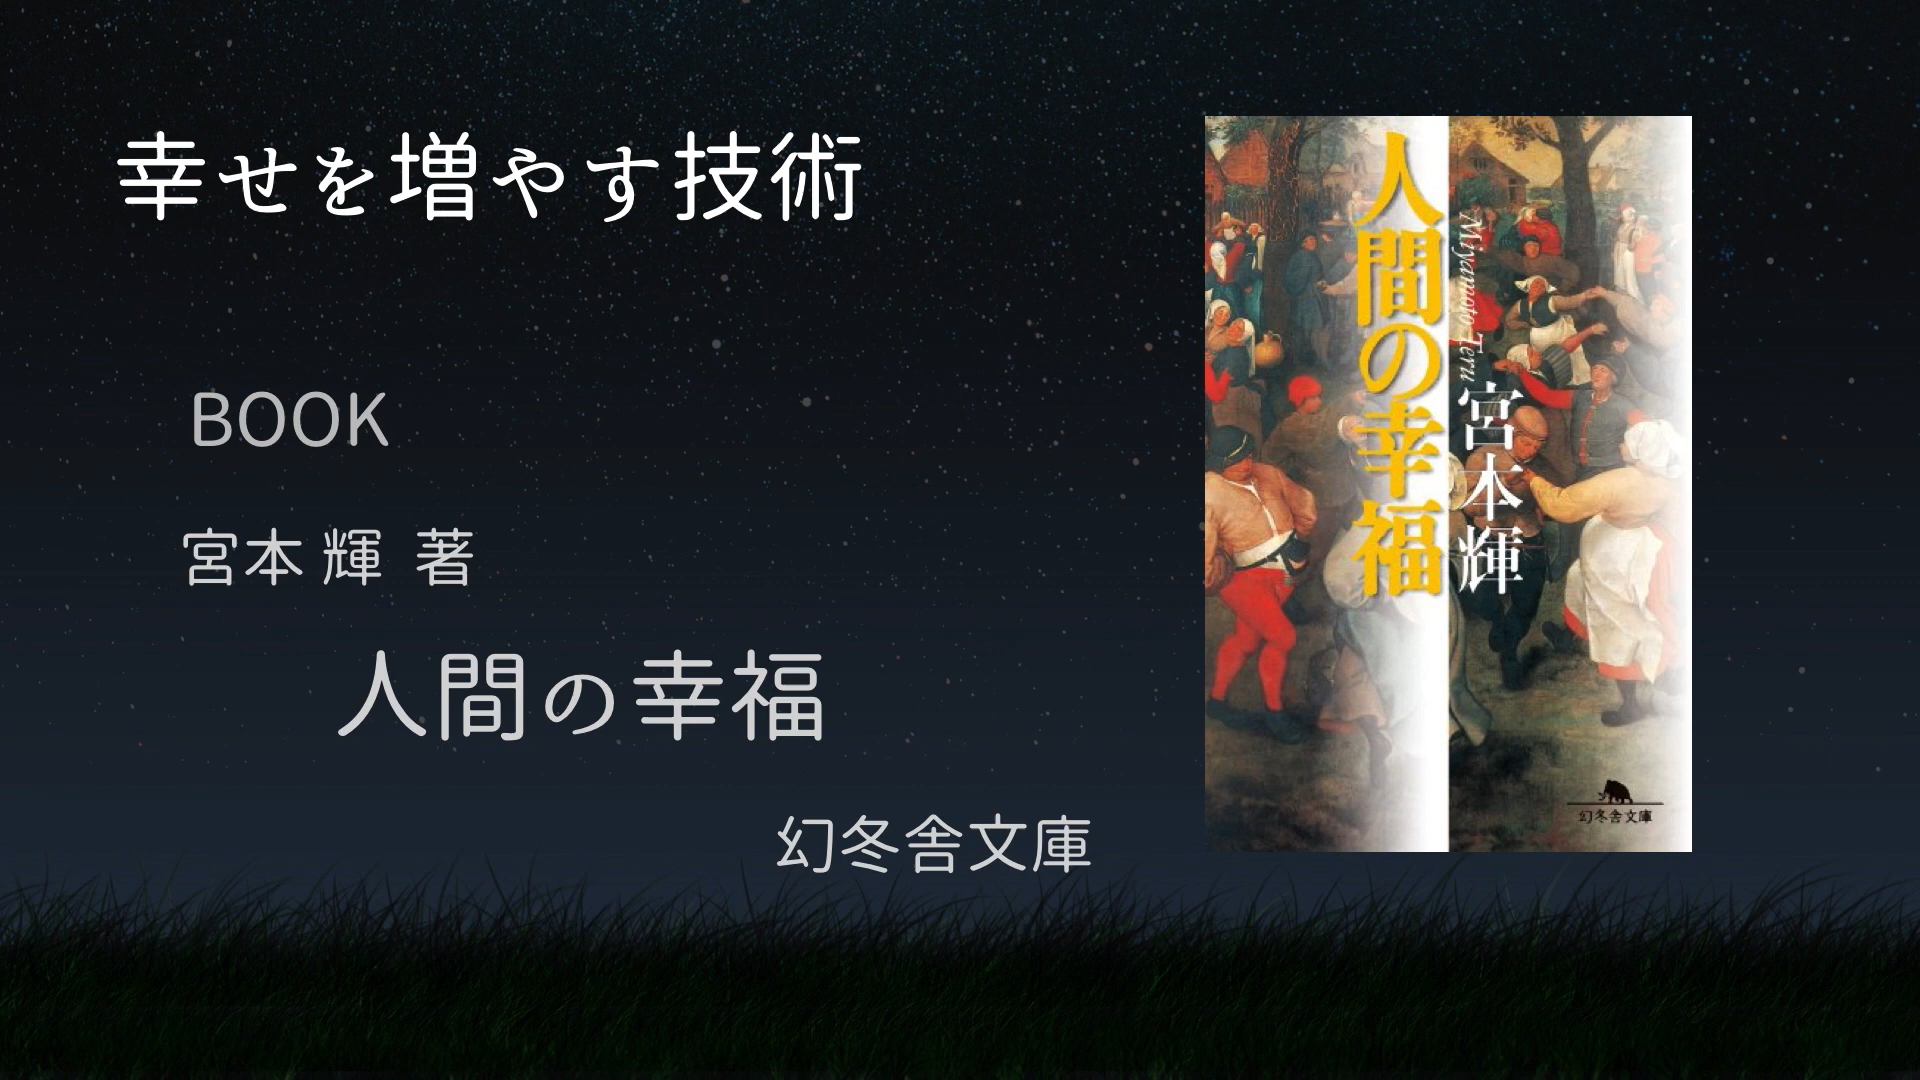 幸せを増やす技術
BOOK
宮本 輝 著
人間の幸福
幻冬舎文庫
人間の幸福
Miyamoto Teru
宮本輝
幻冬舎文庫